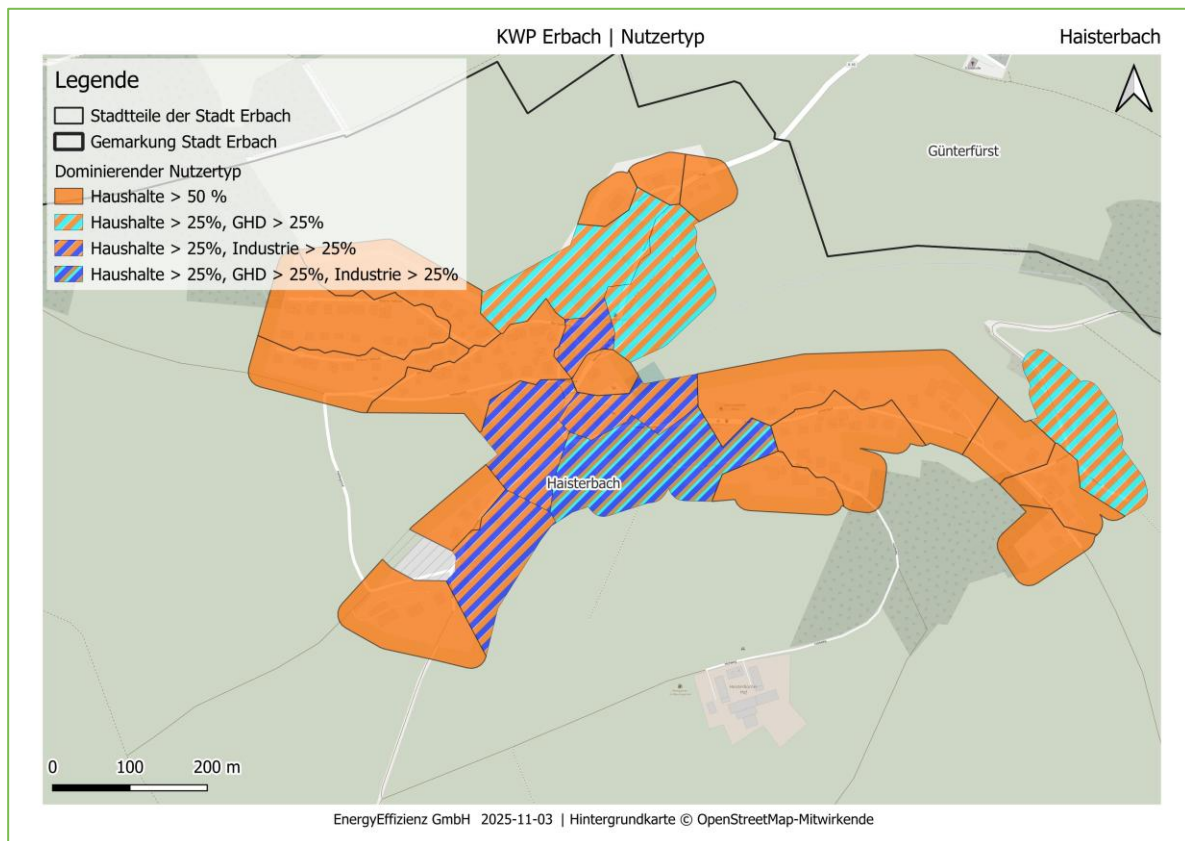 KWP Erbach | Nutzertyp
Haisterbach
Legende
Stadtteile der Stadt Erbach
Gemarkung Stadt Erbach
Dominierender Nutzertyp
Haushalte > 50 %
Haushalte > 25%, GHD > 25%
Haushalte > 25%, Industrie > 25%
Haushalte > 25%, GHD > 25%, Industrie > 25%
Günterfürst
Haisterbach
0 100 200 m
EnergyEffizienz GmbH 2025-11-03 | Hintergrundkarte © OpenStreetMap-Mitwirkende